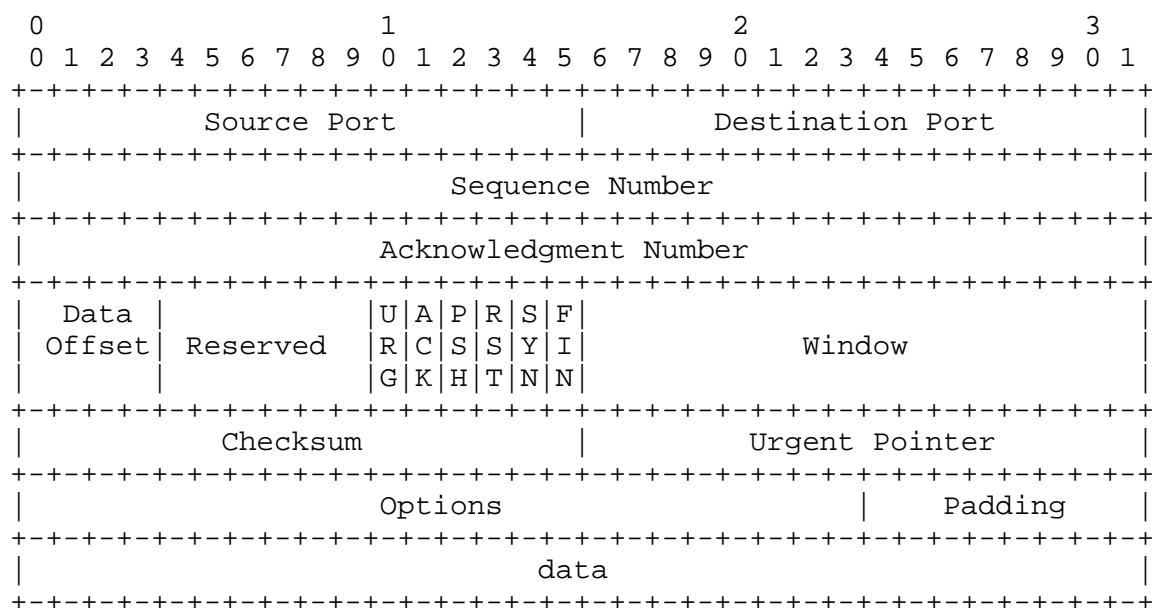 0                   1                   2                   3
 0 1 2 3 4 5 6 7 8 9 0 1 2 3 4 5 6 7 8 9 0 1 2 3 4 5 6 7 8 9 0 1
+-+-+-+-+-+-+-+-+-+-+-+-+-+-+-+-+-+-+-+-+-+-+-+-+-+-+-+-+-+-+-+-+
|          Source Port          |       Destination Port        |
+-+-+-+-+-+-+-+-+-+-+-+-+-+-+-+-+-+-+-+-+-+-+-+-+-+-+-+-+-+-+-+-+
|                        Sequence Number                        |
+-+-+-+-+-+-+-+-+-+-+-+-+-+-+-+-+-+-+-+-+-+-+-+-+-+-+-+-+-+-+-+-+
|                    Acknowledgment Number                      |
+-+-+-+-+-+-+-+-+-+-+-+-+-+-+-+-+-+-+-+-+-+-+-+-+-+-+-+-+-+-+-+-+
|  Data |           |U|A|P|R|S|F|                               |
| Offset| Reserved  |R|C|S|S|Y|I|            Window             |
|       |           |G|K|H|T|N|N|                               |
+-+-+-+-+-+-+-+-+-+-+-+-+-+-+-+-+-+-+-+-+-+-+-+-+-+-+-+-+-+-+-+-+
|           Checksum            |         Urgent Pointer        |
+-+-+-+-+-+-+-+-+-+-+-+-+-+-+-+-+-+-+-+-+-+-+-+-+-+-+-+-+-+-+-+-+
|                    Options                    |    Padding    |
+-+-+-+-+-+-+-+-+-+-+-+-+-+-+-+-+-+-+-+-+-+-+-+-+-+-+-+-+-+-+-+-+
|                             data                              |
+-+-+-+-+-+-+-+-+-+-+-+-+-+-+-+-+-+-+-+-+-+-+-+-+-+-+-+-+-+-+-+-+